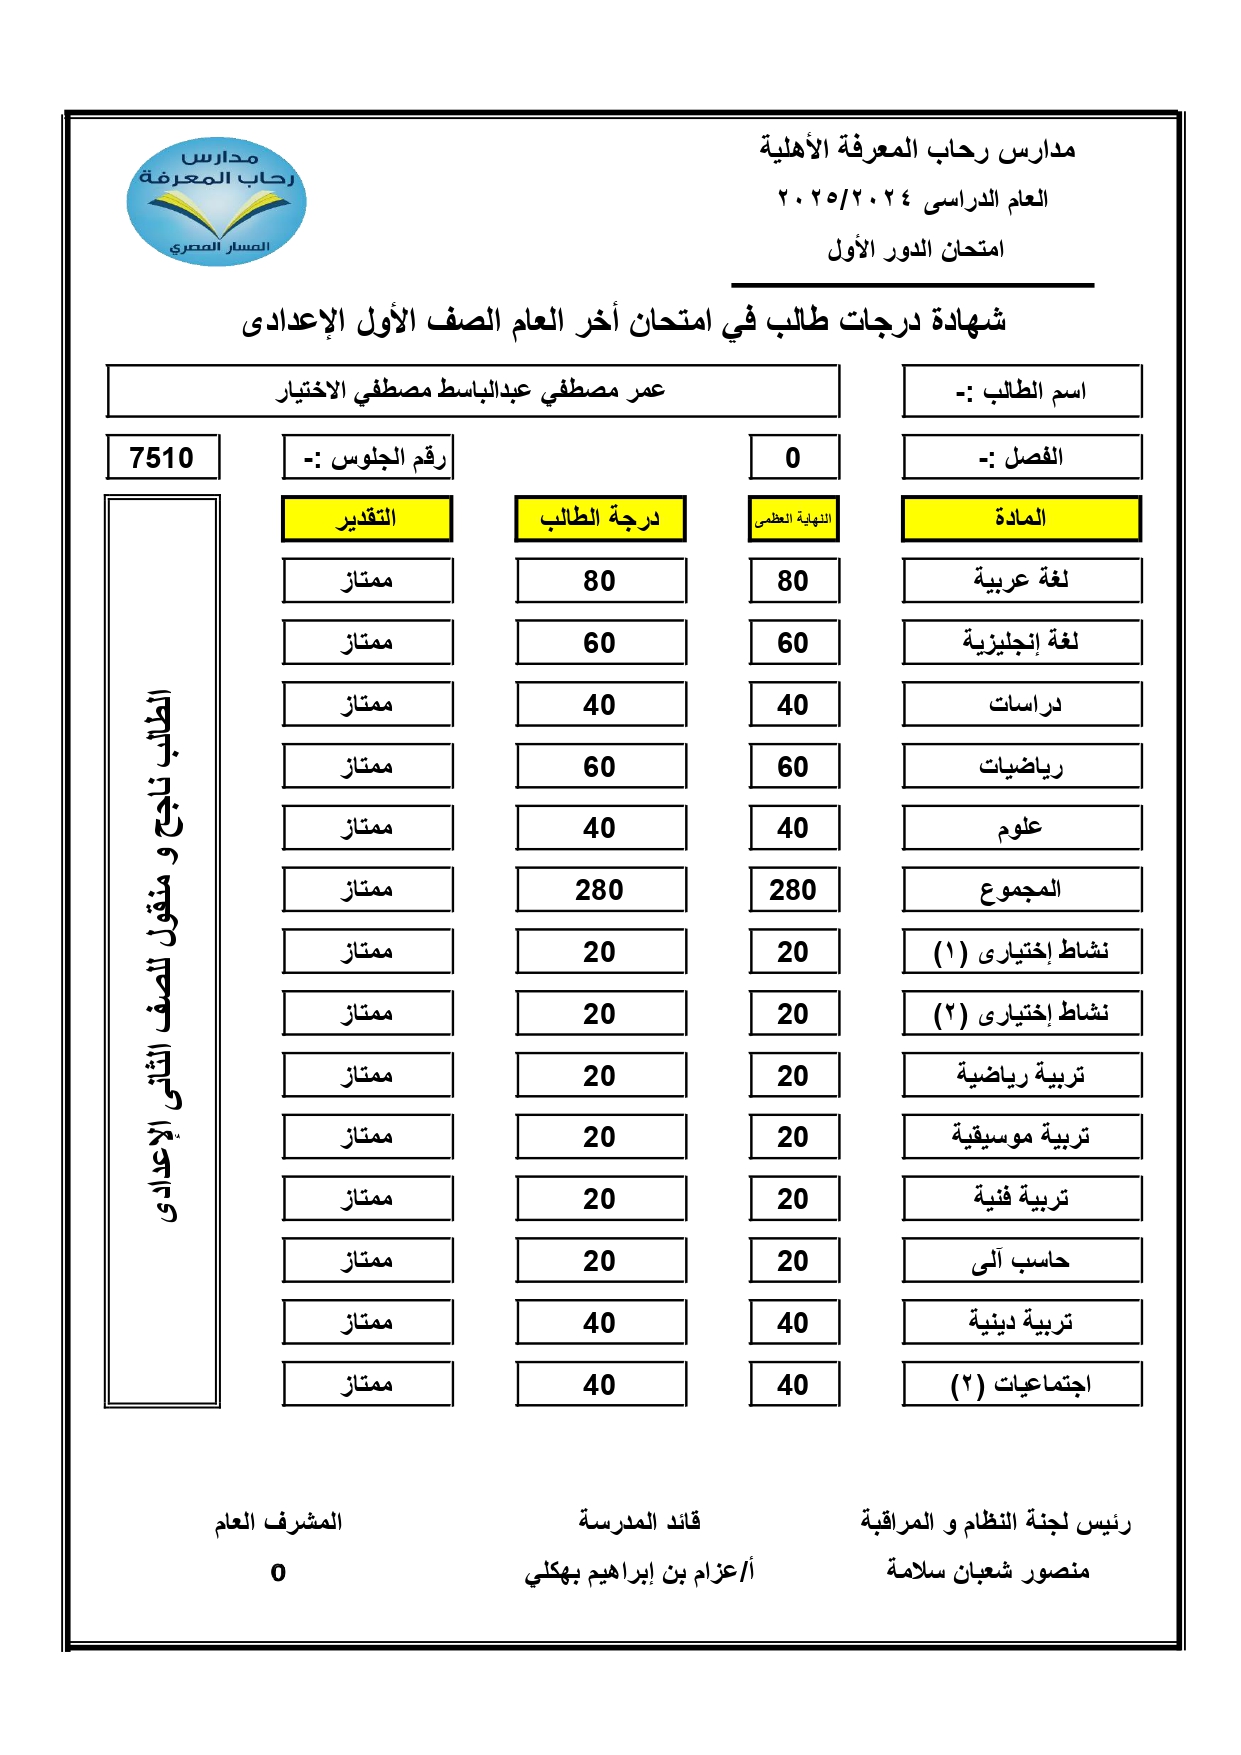 مدارس رحاب المعرفة الأهلية
العام الدراسى ٢٠٢٥/٢٠٢٤
امتحان الدور الأول
مدارس
رحاب المعرفة
المسار المصري
شهادة درجات طالب في امتحان أخر العام الصف الأول الإعدادى
اسم الطالب :- عمر مصطفي عبدالباسط مصطفي الاختيار
الفصل :- 0 رقم الجلوس :- 7510
المادة النهاية العظمى درجة الطالب التقدير
لغة عربية 80 80 ممتاز
لغة إنجليزية 60 60 ممتاز
دراسات 40 40 ممتاز
رياضيات 60 60 ممتاز
علوم 40 40 ممتاز
المجموع 280 280 ممتاز
نشاط إختيارى (١) 20 20 ممتاز
نشاط إختيارى (٢) 20 20 ممتاز
تربية رياضية 20 20 ممتاز
تربية موسيقية 20 20 ممتاز
تربية فنية 20 20 ممتاز
حاسب آلى 20 20 ممتاز
تربية دينية 40 40 ممتاز
اجتماعيات (٢) 40 40 ممتاز
الطالب ناجح و منقول للصف الثانى الإعدادى
رئيس لجنة النظام و المراقبة قائد المدرسة المشرف العام
منصور شعبان سلامة أ/عزام بن إبراهيم بهكلي 0